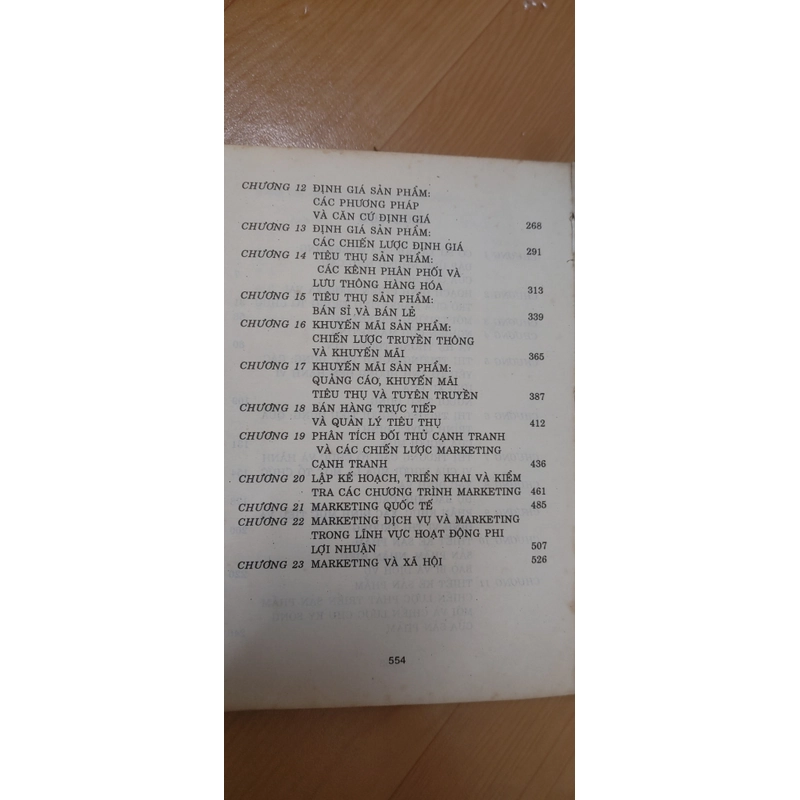 CHƯƠNG 12 ĐỊNH GIÁ SẢN PHẨM:
CÁC PHƯƠNG PHÁP
VÀ CĂN CỨ ĐỊNH GIÁ 268
CHƯƠNG 13 ĐỊNH GIÁ SẢN PHẨM:
CÁC CHIẾN LƯỢC ĐỊNH GIÁ 291
CHƯƠNG 14 TIÊU THỤ SẢN PHẨM:
CÁC KÊNH PHÂN PHỐI VÀ
LƯU THÔNG HÀNG HÓA 313
CHƯƠNG 15 TIÊU THỤ SẢN PHẨM:
BÁN SỈ VÀ BÁN LẺ 339
CHƯƠNG 16 KHUYẾN MÃI SẢN PHẨM:
CHIẾN LƯỢC TRUYỀN THÔNG
VÀ KHUYẾN MÃI 365
CHƯƠNG 17 KHUYẾN MÃI SẢN PHẨM:
QUẢNG CÁO, KHUYẾN MÃI
TIÊU THỤ VÀ TUYÊN TRUYỀN 387
CHƯƠNG 18 BÁN HÀNG TRỰC TIẾP
VÀ QUẢN LÝ TIÊU THỤ 412
CHƯƠNG 19 PHÂN TÍCH ĐỐI THỦ CẠNH TRANH
VÀ CÁC CHIẾN LƯỢC MARKETING
CẠNH TRANH 436
CHƯƠNG 20 LẬP KẾ HOẠCH, TRIỂN KHAI VÀ KIỂM
TRA CÁC CHƯƠNG TRÌNH MARKETING 461
CHƯƠNG 21 MARKETING QUỐC TẾ 485
CHƯƠNG 22 MARKETING DỊCH VỤ VÀ MARKETING
TRONG LĨNH VỰC HOẠT ĐỘNG PHI
LỢI NHUẬN 507
CHƯƠNG 23 MARKETING VÀ XÃ HỘI 526
554